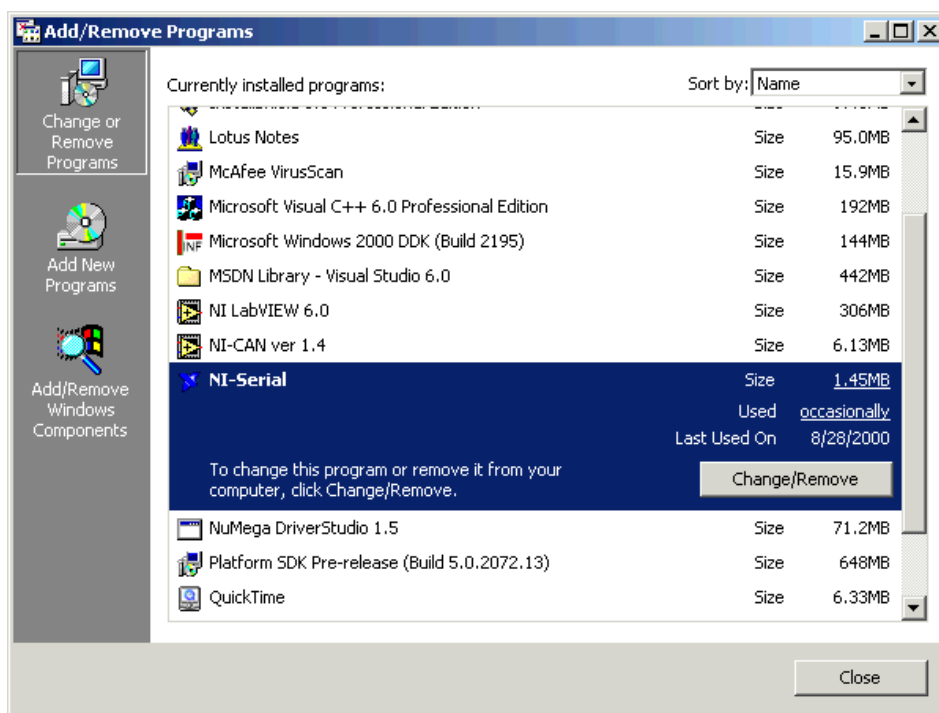 Add/Remove Programs
Change or
Remove
Programs
Add New
Programs
Add/Remove
Windows
Components
Currently installed programs:
Sort by: Name
Lotus Notes Size 95.0MB
McAfee VirusScan Size 15.9MB
Microsoft Visual C++ 6.0 Professional Edition Size 192MB
INF Microsoft Windows 2000 DDK (Build 2195) Size 144MB
MSDN Library - Visual Studio 6.0 Size 442MB
NI LabVIEW 6.0 Size 306MB
NI-CAN ver 1.4 Size 6.13MB
NI-Serial Size 1.45MB
Used occasionally
Last Used On 8/28/2000
To change this program or remove it from your
computer, click Change/Remove.
Change/Remove
NuMega DriverStudio 1.5 Size 71.2MB
Platform SDK Pre-release (Build 5.0.2072.13) Size 648MB
QuickTime Size 6.33MB
Close